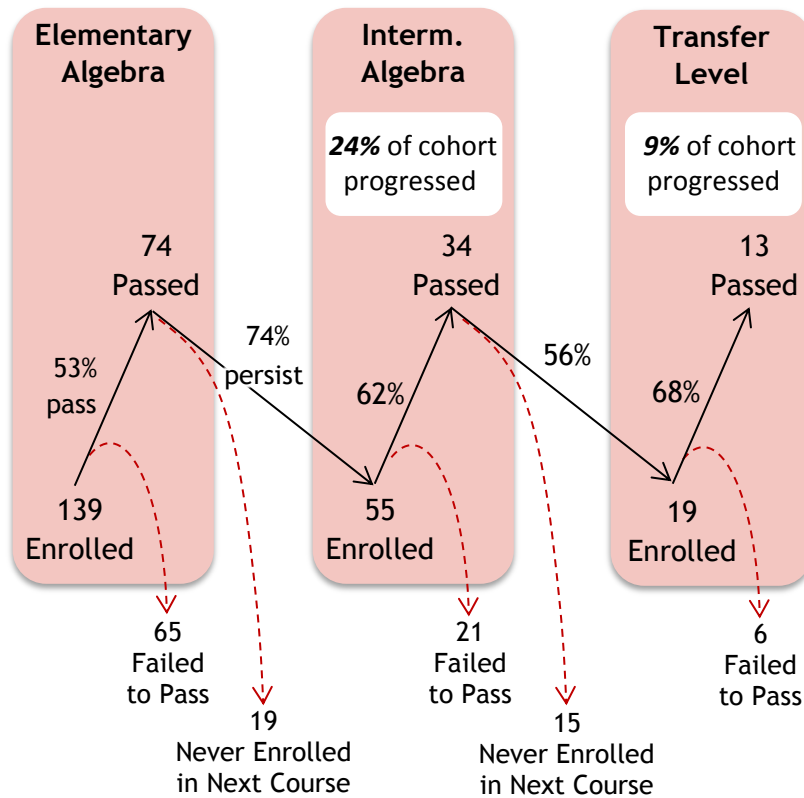 Elementary
Algebra
74
Passed
53%
pass
139
Enrolled
65
Failed
to Pass
74%
persist
19
Never Enrolled
in Next Course
Interm.
Algebra
24% of cohort
progressed
34
Passed
62%
55
Enrolled
21
Failed
to Pass
56%
15
Never Enrolled
in Next Course
Transfer
Level
9% of cohort
progressed
13
Passed
68%
19
Enrolled
6
Failed
to Pass